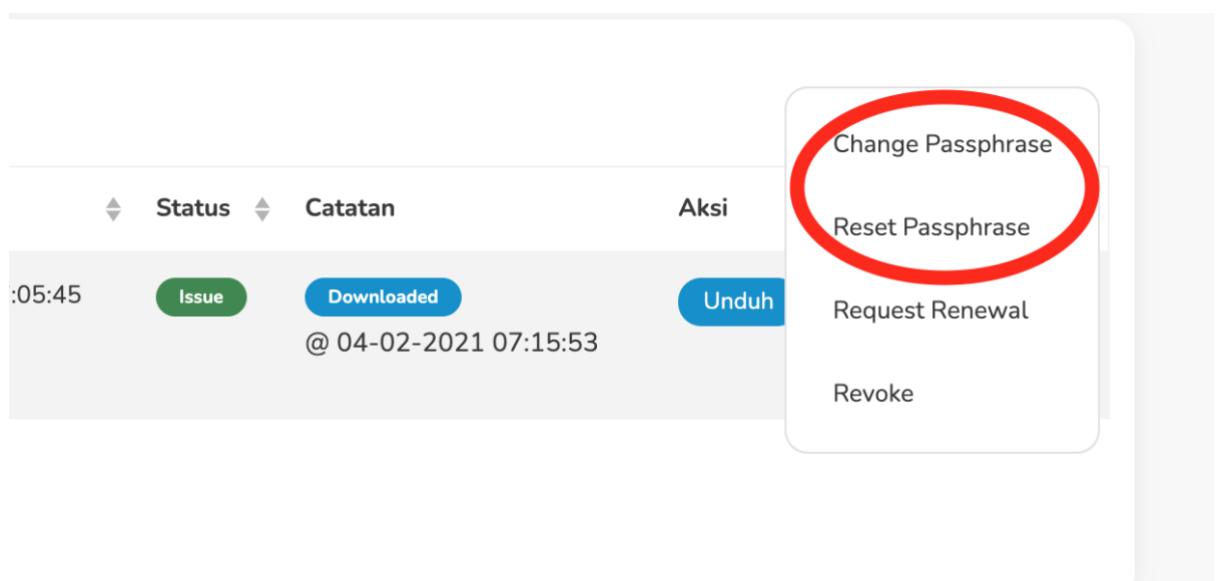 Change Passphrase
Status Catatan Aksi
Reset Passphrase
:05:45 Issue Downloaded Unduh
Request Renewal
@ 04-02-2021 07:15:53
Revoke